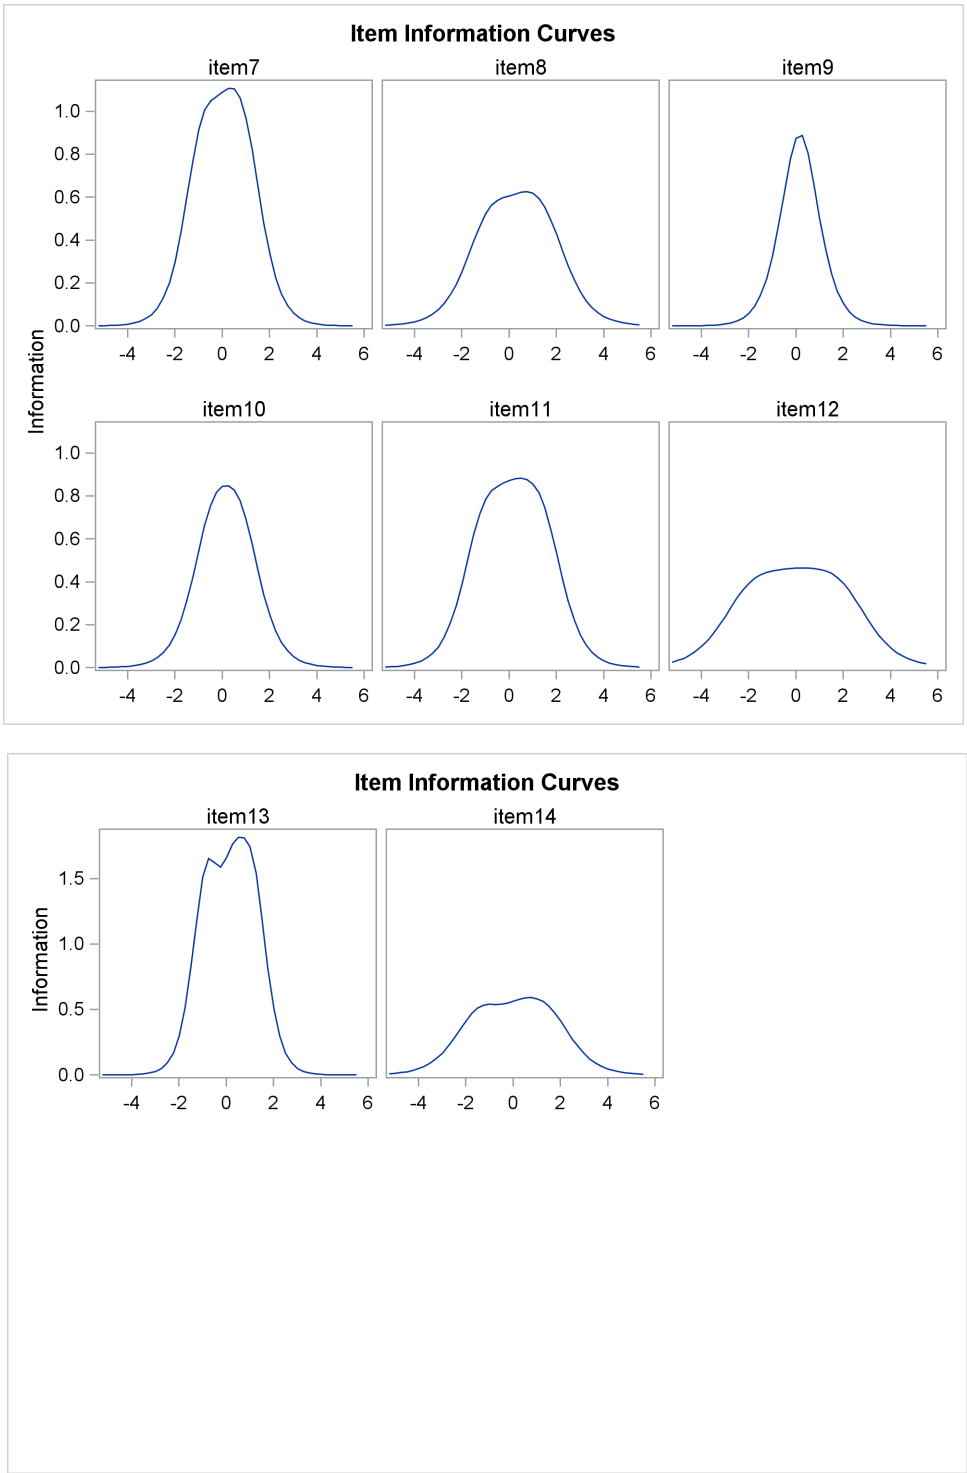 Item Information Curves
item7 item8 item9
1.0
0.8
0.6
0.4
0.2
0.0
-4 -2 0 2 4 6 -4 -2 0 2 4 6 -4 -2 0 2 4 6
Information
item10 item11 item12
1.0
0.8
0.6
0.4
0.2
0.0
-4 -2 0 2 4 6 -4 -2 0 2 4 6 -4 -2 0 2 4 6
Item Information Curves
item13 item14
1.5
1.0
0.5
0.0
Information
-4 -2 0 2 4 6 -4 -2 0 2 4 6